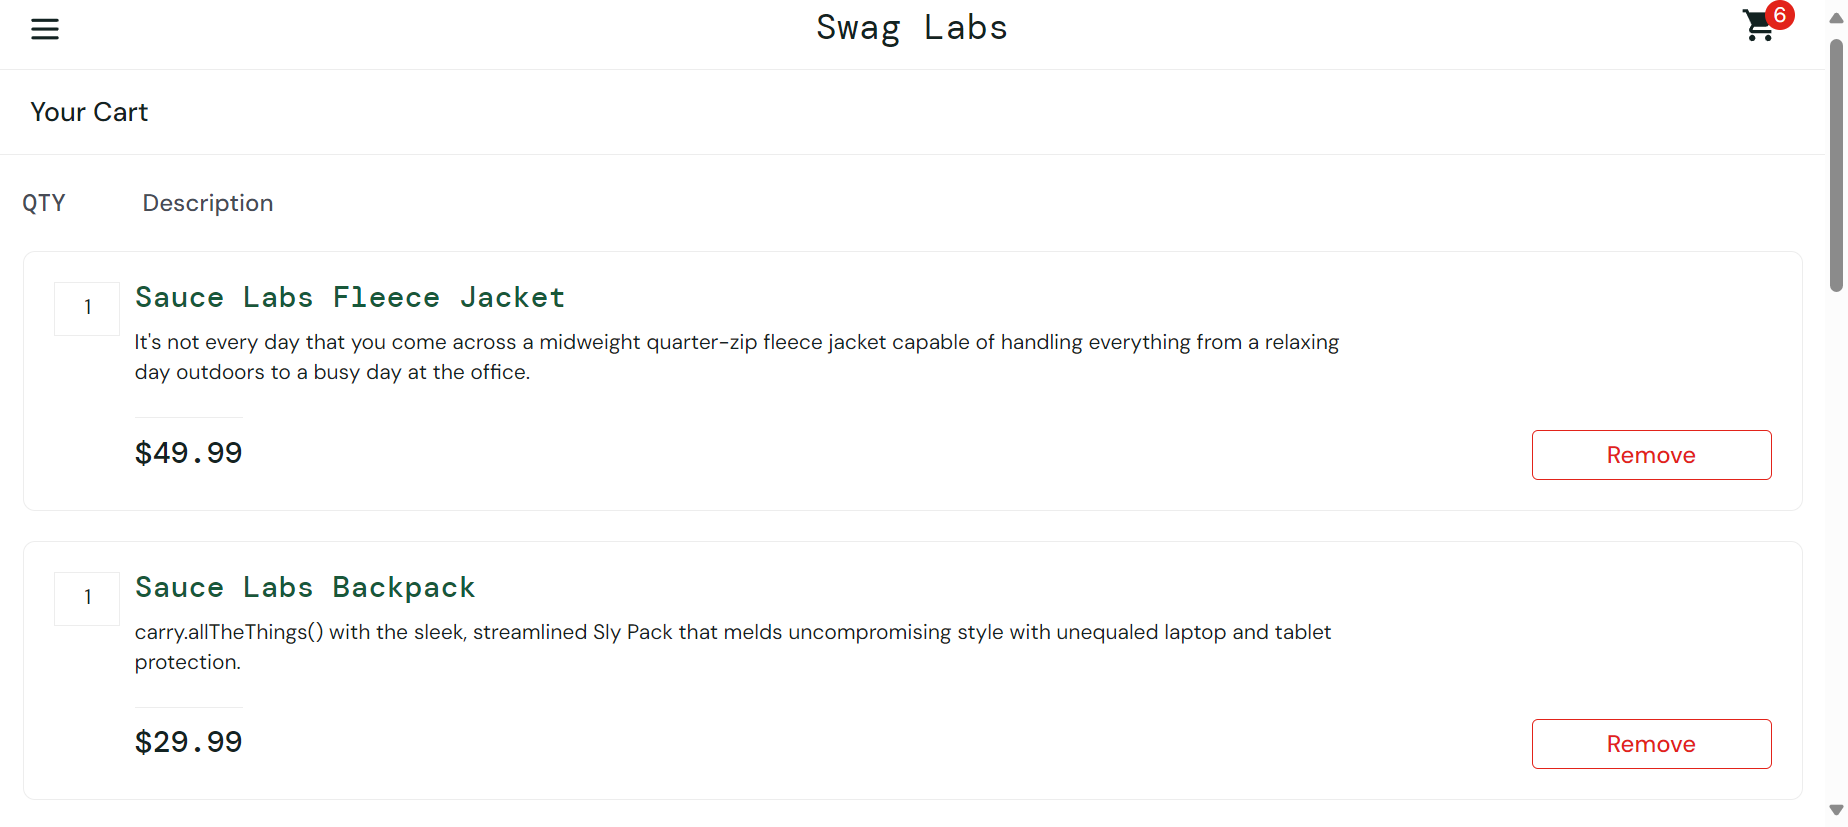 Swag Labs
6
Your Cart
QTY
Description
1
Sauce Labs Fleece Jacket
It's not every day that you come across a midweight quarter-zip fleece jacket capable of handling everything from a relaxing
day outdoors to a busy day at the office.
$49.99
Remove
1
Sauce Labs Backpack
carry.allTheThings() with the sleek, streamlined Sly Pack that melds uncompromising style with unequaled laptop and tablet
protection.
$29.99
Remove